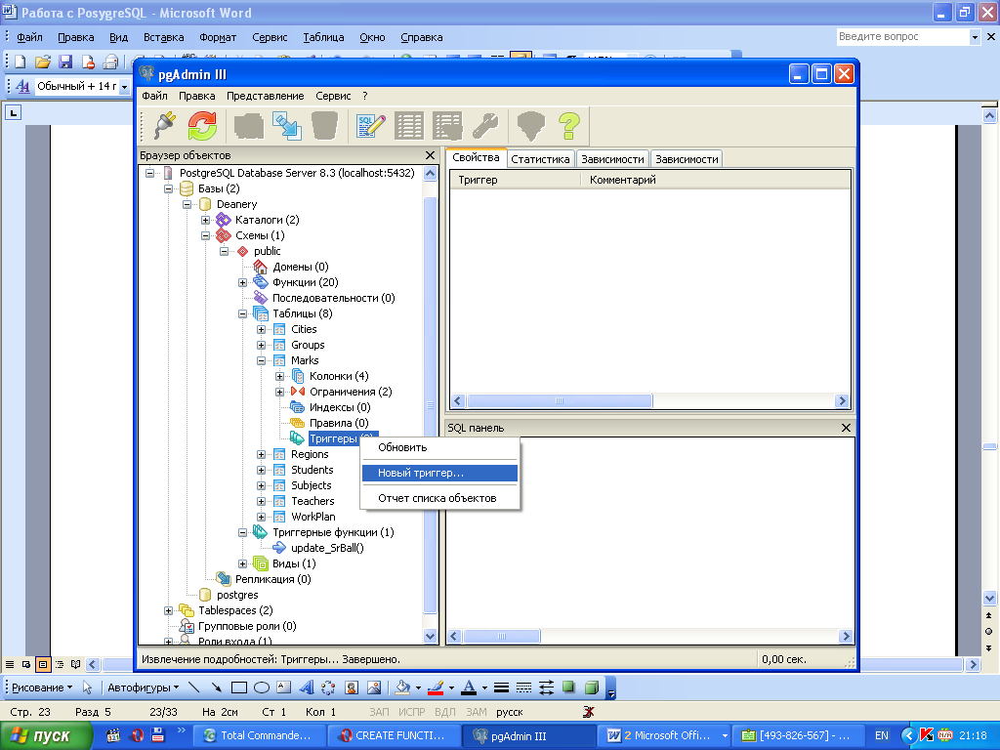 Работа с PosygreSQL - Microsoft Word
Файл Правка Вид Вставка Формат Сервис Таблица Окно Справка
Введите вопрос
Обычный + 14 г
pgAdmin III
Файл Правка Представление Сервис ?
SQL
Браузер объектов
Свойства Статистика Зависимости Зависимости
PostgreSQL Database Server 8.3 (localhost:5432)
Триггер Комментарий
Базы (2)
Deanery
Каталоги (2)
Схемы (1)
public
Домены (0)
Функции (20)
Последовательности (0)
Таблицы (8)
Cities
Groups
Marks
Колонки (4)
Ограничения (2)
Индексы (0)
Правила (0)
Триггеры
SQL панель
Обновить
Новый триггер...
Отчет списка объектов
Regions
Students
Subjects
Teachers
WorkPlan
Триггерные функции (1)
update_SrBall()
Виды (1)
Репликация (0)
postgres
Tablespaces (2)
Групповые роли (0)
Роли входа (1)
Извлечение подробностей: Триггеры... Завершено.
0,00 сек.
Рисование Автофигуры
Стр. 23 Разд 5 23/33 На 2см Ст 1 Кол 1 ЗАП ИСПР ВДЛ ЗАМ русск
пуск
Total Commande...
CREATE FUNCTI...
pgAdmin III
2 Microsoft Offi...
[493-826-567] - ...
EN
21:18